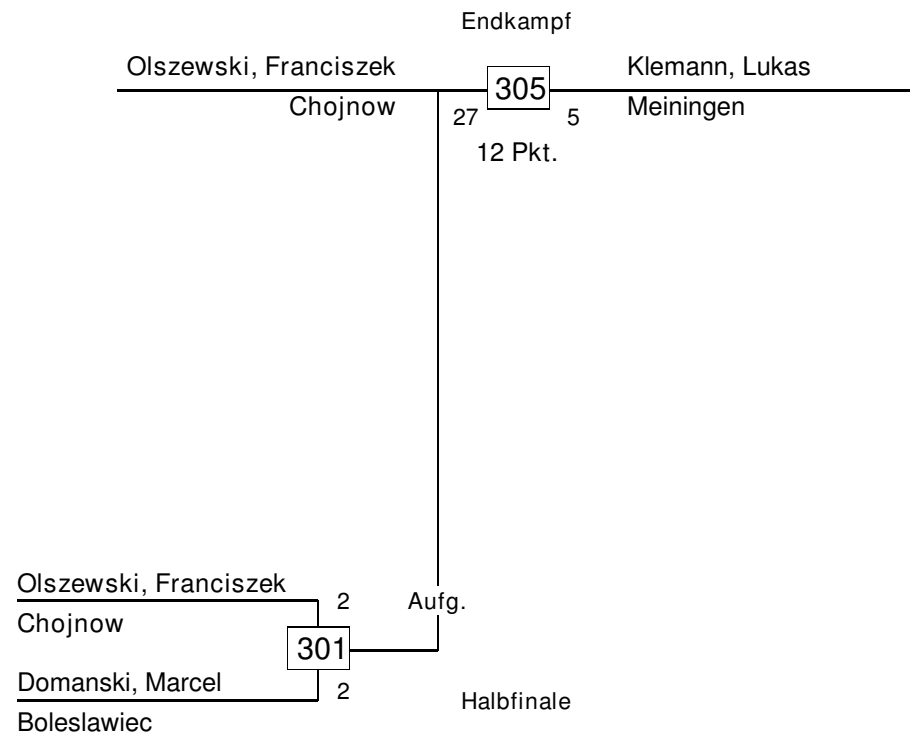 Endkampf
Olszewski, Franciszek
Chojnow
27
305
5
12 Pkt.
Klemann, Lukas
Meiningen
Olszewski, Franciszek
Chojnow
2
Aufg.
301
Domanski, Marcel
Boleslawiec
2
Halbfinale